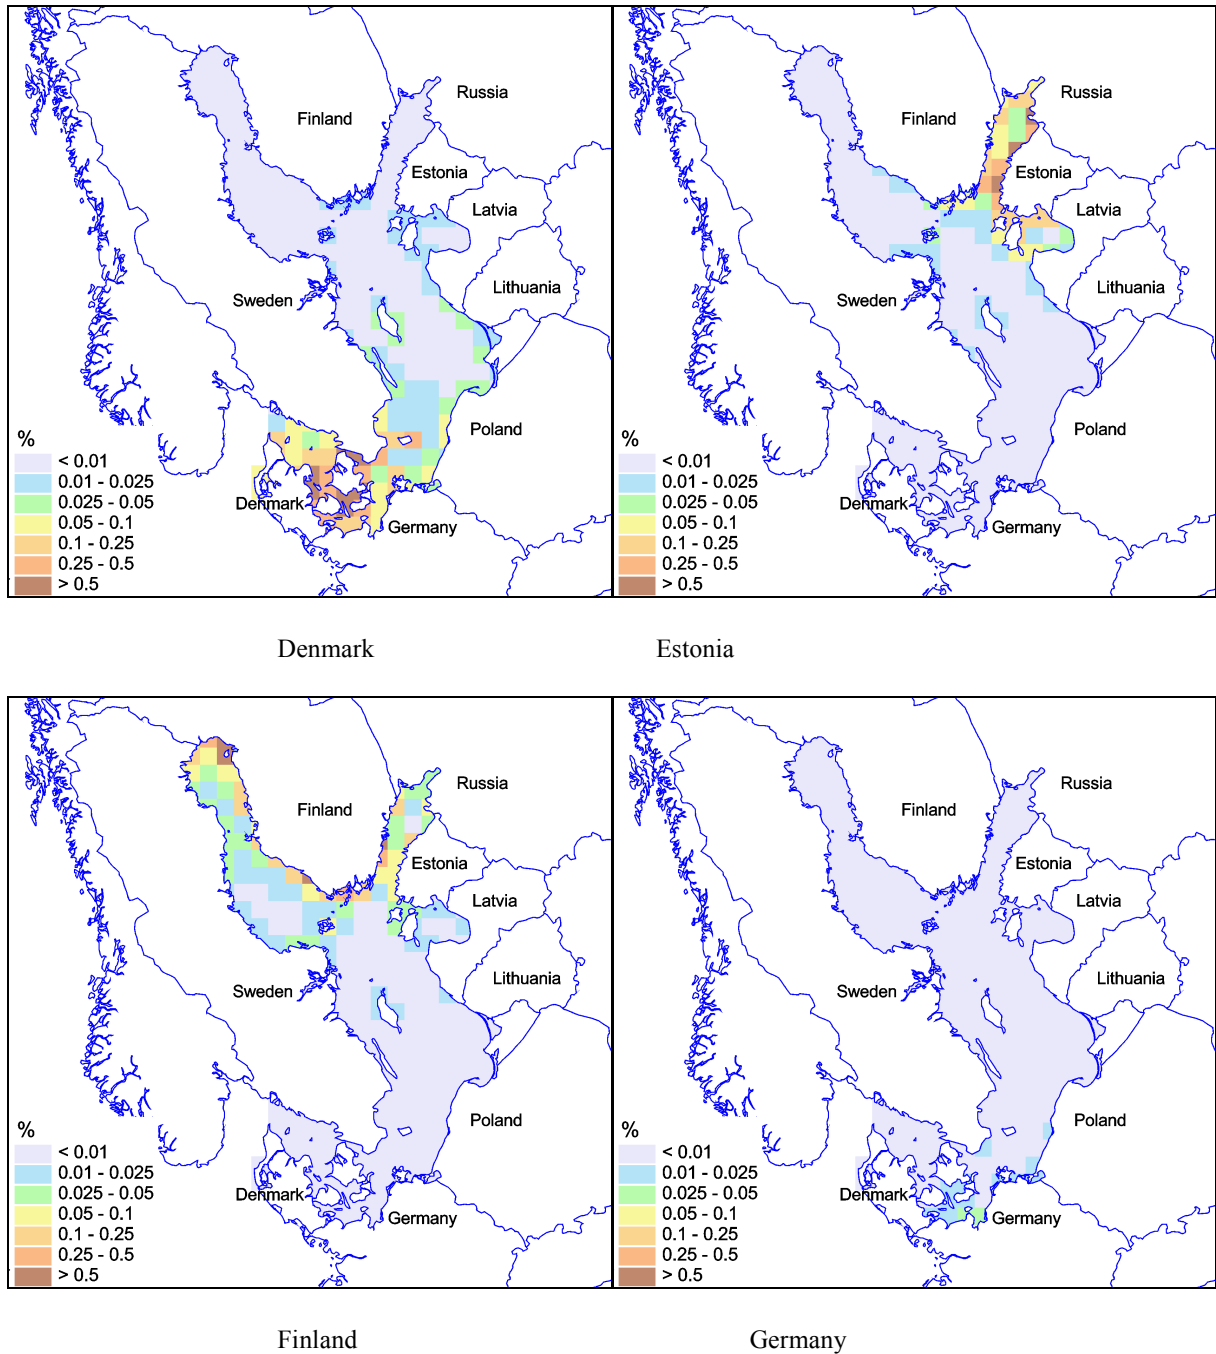 Russia
Finland
Estonia
Latvia
Lithuania
Sweden
Poland
Denmark
Germany
%
< 0.01
0.01 - 0.025
0.025 - 0.05
0.05 - 0.1
0.1 - 0.25
0.25 - 0.5
> 0.5
Russia
Finland
Estonia
Latvia
Lithuania
Sweden
Poland
Denmark
Germany
%
< 0.01
0.01 - 0.025
0.025 - 0.05
0.05 - 0.1
0.1 - 0.25
0.25 - 0.5
> 0.5
Denmark Estonia
Russia
Finland
Estonia
Latvia
Lithuania
Sweden
Poland
Denmark
Germany
%
< 0.01
0.01 - 0.025
0.025 - 0.05
0.05 - 0.1
0.1 - 0.25
0.25 - 0.5
> 0.5
Russia
Finland
Estonia
Latvia
Lithuania
Sweden
Poland
Denmark
Germany
%
< 0.01
0.01 - 0.025
0.025 - 0.05
0.05 - 0.1
0.1 - 0.25
0.25 - 0.5
> 0.5
Finland Germany